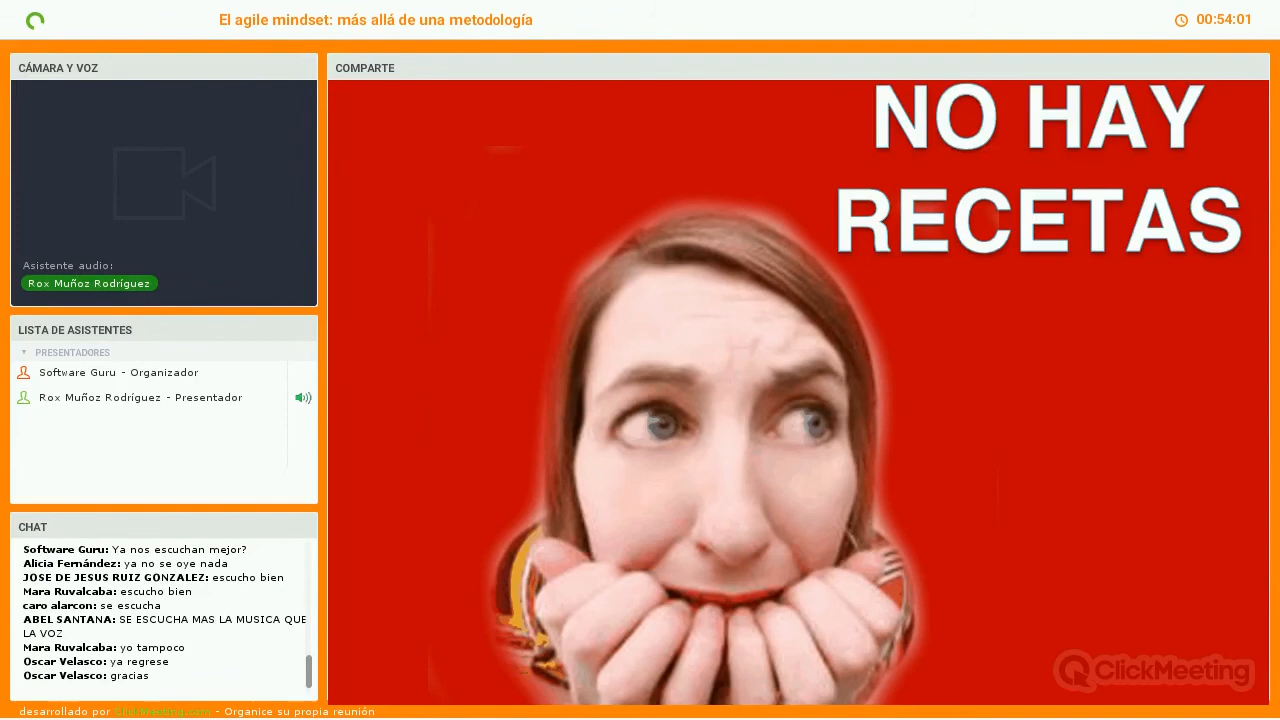 El agile mindset: más allá de una metodología
00:54:01
CÁMARA Y VOZ
Asistente audio:
Rox Muñoz Rodríguez
LISTA DE ASISTENTES
PRESENTADORES
Software Guru - Organizador
Rox Muñoz Rodríguez - Presentador
CHAT
Software Guru: Ya nos escuchan mejor?
Alicia Fernández: ya no se oye nada
JOSE DE JESUS RUIZ GONZALEZ: escucho bien
Mara Ruvalcaba: escucho bien
caro alarcon: se escucha
ABEL SANTANA: SE ESCUCHA MAS LA MUSICA QUE
LA VOZ
Mara Ruvalcaba: yo tampoco
Oscar Velasco: ya regrese
Oscar Velasco: gracias
COMPARTE
NO HAY
RECETAS
ClickMeeting
desarrollado por ClickMeeting.com - Organice su propia reunión